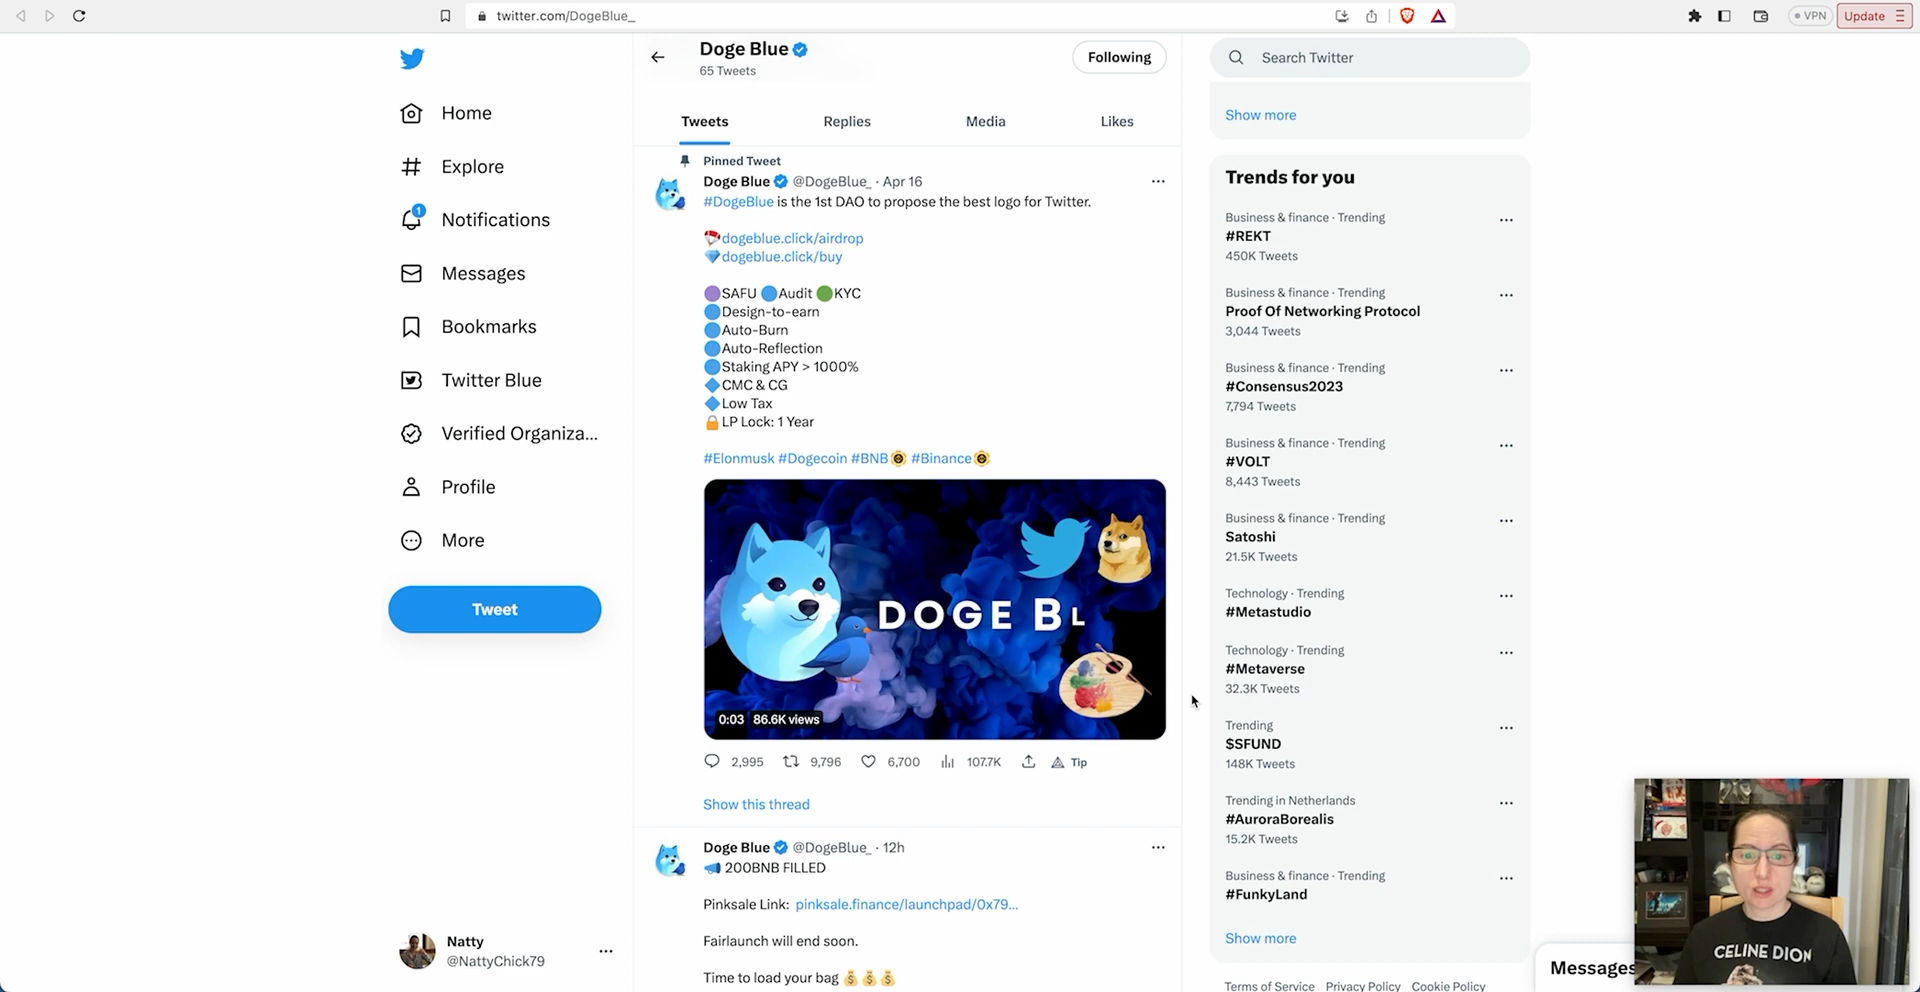 twitter.com/DogeBlue_
VPN
Update
Home
Explore
1
Notifications
Messages
Bookmarks
Twitter Blue
Verified Organiza...
Profile
More
Tweet
Natty
@NattyChick79
Doge Blue
65 Tweets
Following
Tweets Replies Media Likes
Pinned Tweet
Doge Blue @DogeBlue_ · Apr 16
#DogeBlue is the 1st DAO to propose the best logo for Twitter.
dogeblue.click/airdrop
dogeblue.click/buy
SAFU Audit KYC
Design-to-earn
Auto-Burn
Auto-Reflection
Staking APY > 1000%
CMC & CG
Low Tax
LP Lock: 1 Year
#Elonmusk #Dogecoin #BNB #Binance
DOGE BL
0:03 86.6K views
2,995 9,796 6,700 107.7K Tip
Show this thread
Doge Blue @DogeBlue_ · 12h
200BNB FILLED
Pinksale Link: pinksale.finance/launchpad/0x79...
Fairlaunch will end soon.
Time to load your bag
Search Twitter
Show more
Trends for you
Business & finance · Trending
#REKT
450K Tweets
Business & finance · Trending
Proof Of Networking Protocol
3,044 Tweets
Business & finance · Trending
#Consensus2023
7,794 Tweets
Business & finance · Trending
#VOLT
8,443 Tweets
Business & finance · Trending
Satoshi
21.5K Tweets
Technology · Trending
#Metastudio
Technology · Trending
#Metaverse
32.3K Tweets
Trending
$SFUND
148K Tweets
Trending in Netherlands
#AuroraBorealis
15.2K Tweets
Business & finance · Trending
#FunkyLand
Show more
Terms of Service Privacy Policy Cookie Policy
Messages
CELINE DION